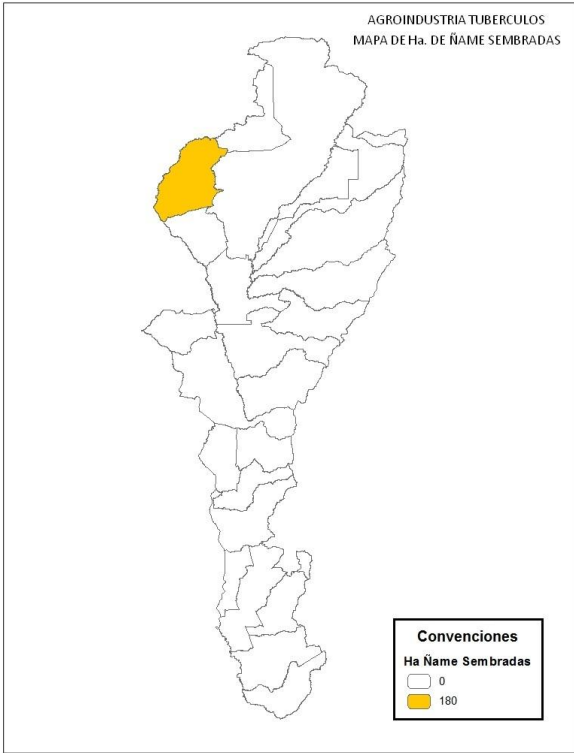 AGROINDUSTRIA TUBERCULOS
MAPA DE Ha. DE ÑAME SEMBRADAS
Convenciones
Ha Ñame Sembradas
0
180